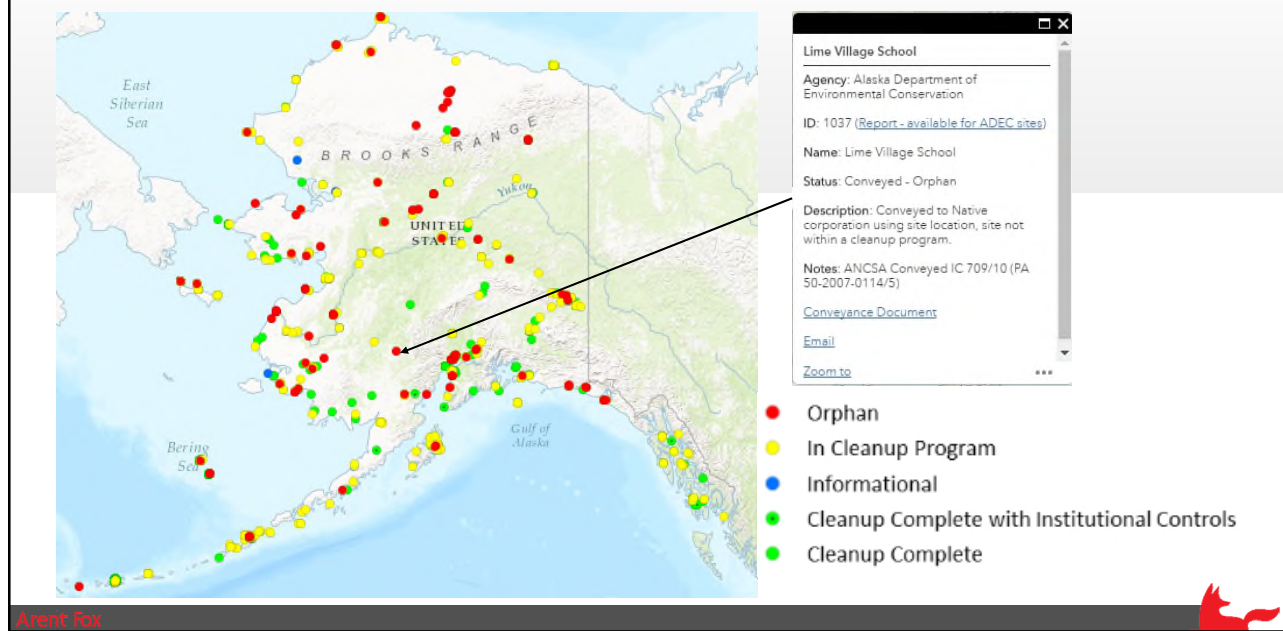 East
Siberian
Sea
BROOKS RANGE
Yukon
UNITED
STATES
Bering
Sea
Gulf of
Alaska
Lime Village School
Agency: Alaska Department of
Environmental Conservation
ID: 1037 (Report - available for ADEC sites)
Name: Lime Village School
Status: Conveyed - Orphan
Description: Conveyed to Native
corporation using site location, site not
within a cleanup program.
Notes: ANCSA Conveyed IC 709/10 (PA
50-2007-0114/5)
Conveyance Document
Email
Zoom to
Orphan
In Cleanup Program
Informational
Cleanup Complete with Institutional Controls
Cleanup Complete
Arent Fox